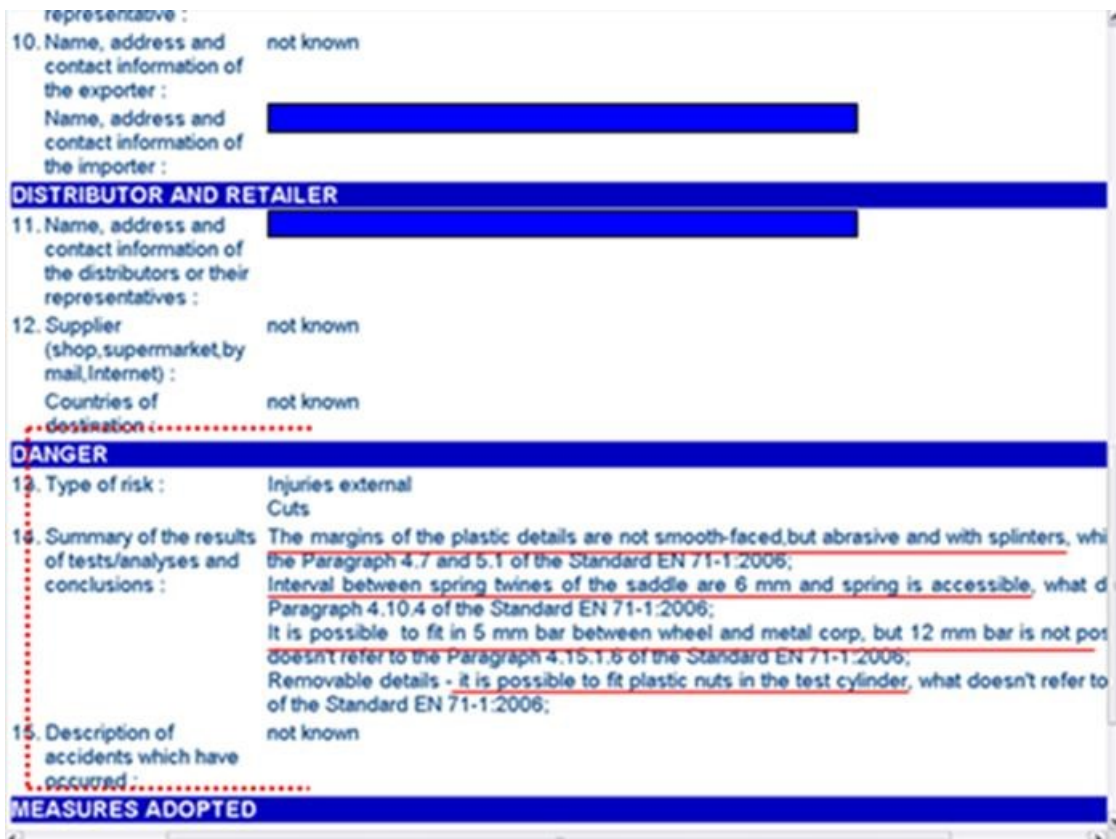 representative :
10. Name, address and not known
contact information of
the exporter :
Name, address and
contact information of
the importer :
DISTRIBUTOR AND RETAILER
11. Name, address and
contact information of
the distributors or their
representatives :
12. Supplier not known
(shop,supermarket,by
mail,Internet) :
Countries of not known
destination :
DANGER
13. Type of risk : Injuries external
Cuts
14. Summary of the results The margins of the plastic details are not smooth-faced,but abrasive and with splinters, whi
of tests/analyses and the Paragraph 4.7 and 5.1 of the Standard EN 71-1:2006;
conclusions : Interval between spring twines of the saddle are 6 mm and spring is accessible, what d
Paragraph 4.10.4 of the Standard EN 71-1:2006;
It is possible to fit in 5 mm bar between wheel and metal corp, but 12 mm bar is not pos
doesn't refer to the Paragraph 4.15.1.6 of the Standard EN 71-1:2006;
Removable details - it is possible to fit plastic nuts in the test cylinder, what doesn't refer to
of the Standard EN 71-1:2006;
15. Description of not known
accidents which have
occurred :
MEASURES ADOPTED